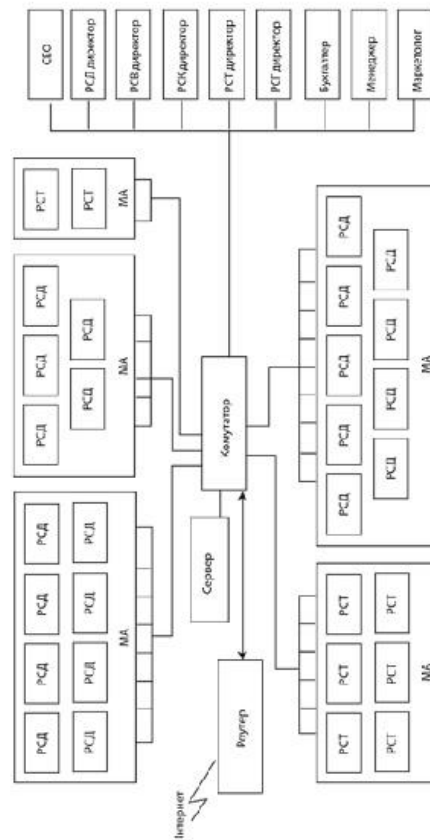 РСД РСД РСД РСД
РСД РСД РСД РСД
МА
РСД РСД РСД
РСД РСД
МА
РСТ
РСТ
МА
CEO
РСД директор
РСВ директор
РСК директор
РСТ директор
РСГ директор
Бухгалтер
Менеджер
Маркетолог
Інтернет
Роутер
Сервер
Комутатор
РСТ РСТ РСТ
РСТ РСТ РСТ
МА
РСД РСД РСД РСД РСД
РСД РСД РСД РСД
МА